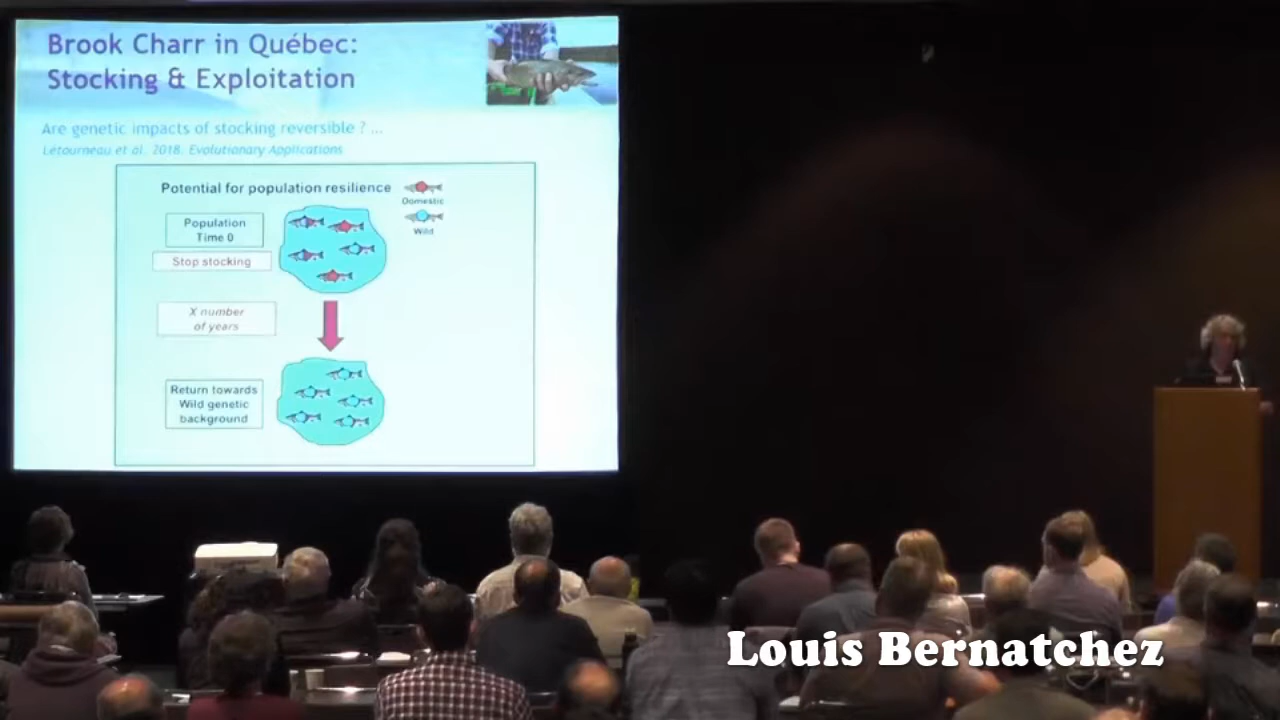 Brook Charr in Québec:
Stocking & Exploitation
Are genetic impacts of stocking reversible ? ...
Létourneau et al. 2018. Evolutionary Applications
Potential for population resilience
Domestic
Wild
Population
Time 0
Stop stocking
X number
of years
Return towards
Wild genetic
background
Louis Bernatchez